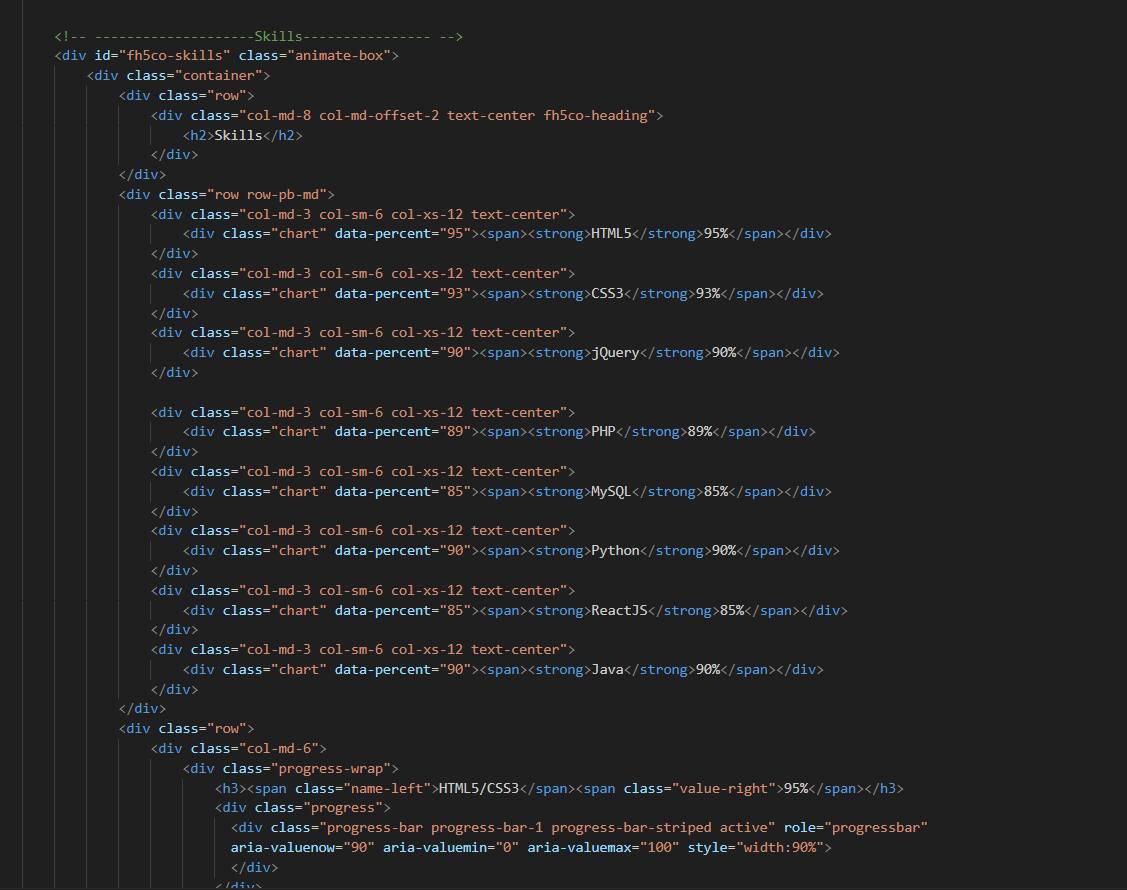 <!-- --------------------Skills---------------- -->
<div id="fh5co-skills" class="animate-box">
<div class="container">
<div class="row">
<div class="col-md-8 col-md-offset-2 text-center fh5co-heading">
<h2>Skills</h2>
</div>
</div>
<div class="row row-pb-md">
<div class="col-md-3 col-sm-6 col-xs-12 text-center">
<div class="chart" data-percent="95"><span><strong>HTML5</strong>95%</span></div>
</div>
<div class="col-md-3 col-sm-6 col-xs-12 text-center">
<div class="chart" data-percent="93"><span><strong>CSS3</strong>93%</span></div>
</div>
<div class="col-md-3 col-sm-6 col-xs-12 text-center">
<div class="chart" data-percent="90"><span><strong>jQuery</strong>90%</span></div>
</div>
<div class="col-md-3 col-sm-6 col-xs-12 text-center">
<div class="chart" data-percent="89"><span><strong>PHP</strong>89%</span></div>
</div>
<div class="col-md-3 col-sm-6 col-xs-12 text-center">
<div class="chart" data-percent="85"><span><strong>MySQL</strong>85%</span></div>
</div>
<div class="col-md-3 col-sm-6 col-xs-12 text-center">
<div class="chart" data-percent="90"><span><strong>Python</strong>90%</span></div>
</div>
<div class="col-md-3 col-sm-6 col-xs-12 text-center">
<div class="chart" data-percent="85"><span><strong>ReactJS</strong>85%</span></div>
</div>
<div class="col-md-3 col-sm-6 col-xs-12 text-center">
<div class="chart" data-percent="90"><span><strong>Java</strong>90%</span></div>
</div>
</div>
<div class="row">
<div class="col-md-6">
<div class="progress-wrap">
<h3><span class="name-left">HTML5/CSS3</span><span class="value-right">95%</span></h3>
<div class="progress">
<div class="progress-bar progress-bar-1 progress-bar-striped active" role="progressbar"
aria-valuenow="90" aria-valuemin="0" aria-valuemax="100" style="width:90%">
</div>
</div>